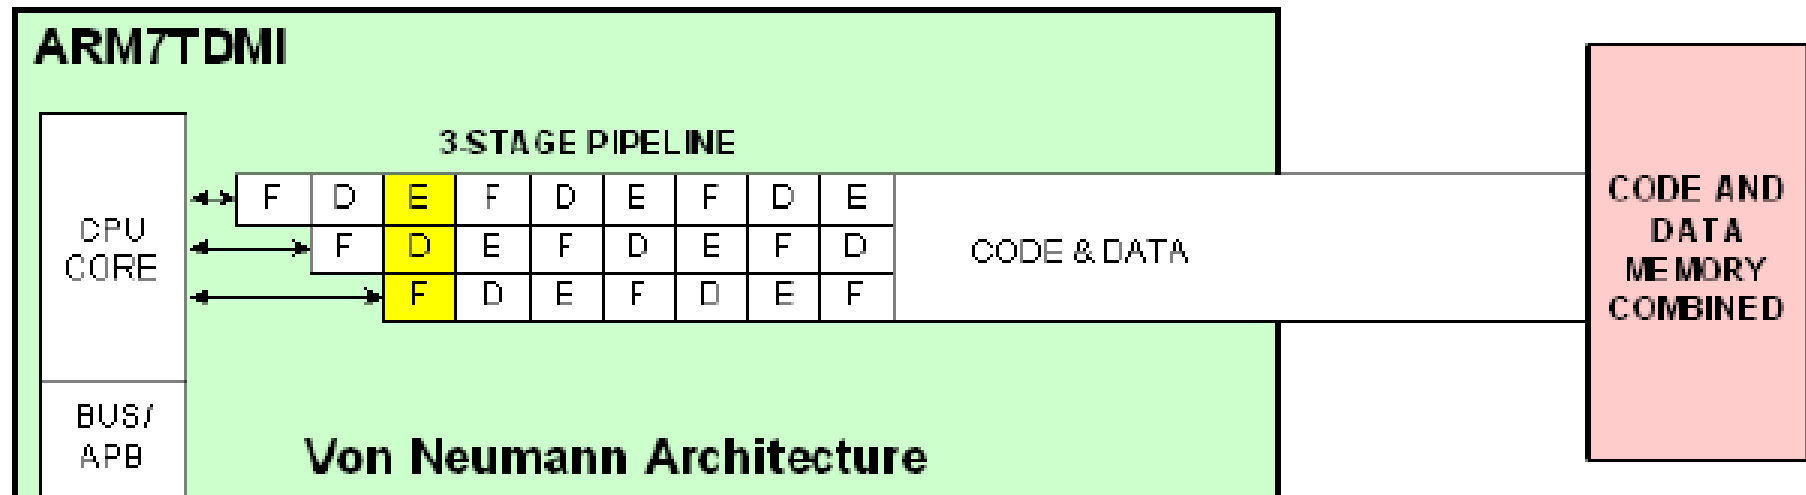 ARM7TDMI
3-STAGE PIPELINE
CPU
CORE
F D E F D E F D E
F D E F D E F D
F D E F D E F
CODE & DATA
CODE AND
DATA
MEMORY
COMBINED
BUS/
APB
Von Neumann Architecture